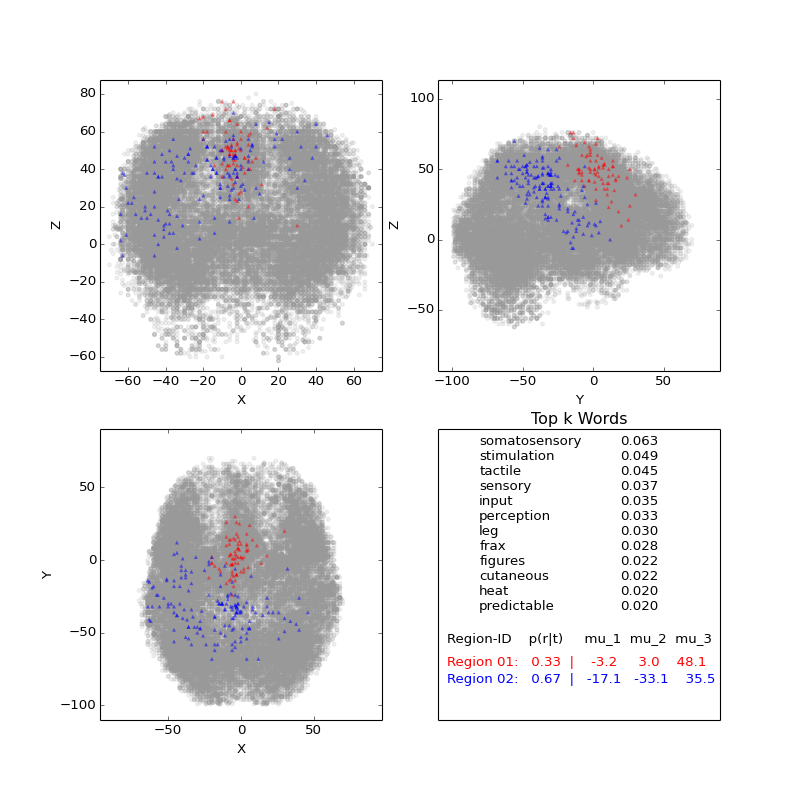 80
60
40
20
0
−20
−40
−60
Z
−60 −40 −20 0 20 40 60
X
100
50
0
−50
Z
−100 −50 0 50
Y
50
0
−50
−100
Y
−50 0 50
X
Top k Words
somatosensory 0.063
stimulation 0.049
tactile 0.045
sensory 0.037
input 0.035
perception 0.033
leg 0.030
frax 0.028
figures 0.022
cutaneous 0.022
heat 0.020
predictable 0.020
Region-ID p(r|t) mu_1 mu_2 mu_3
Region 01: 0.33 | -3.2 3.0 48.1
Region 02: 0.67 | -17.1 -33.1 35.5